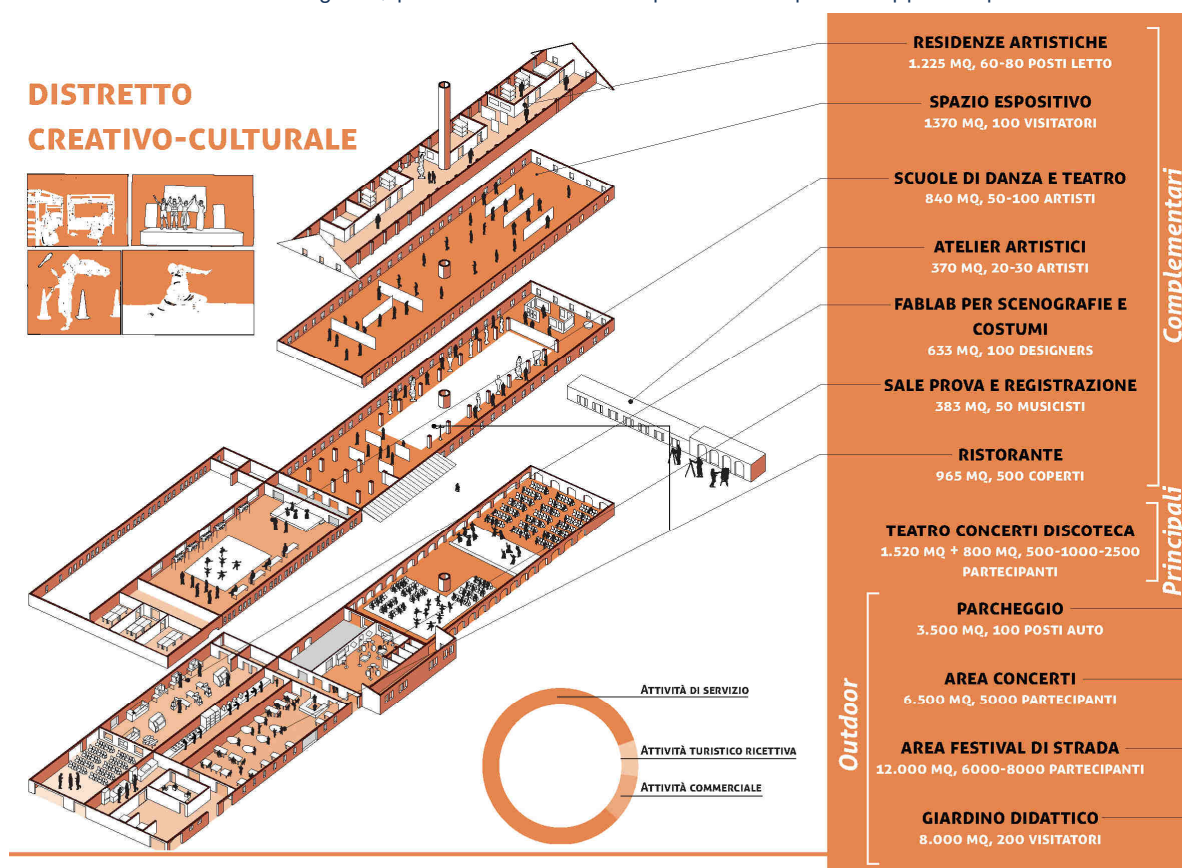 DISTRETTO
CREATIVO-CULTURALE
RESIDENZE ARTISTICHE
1.225 MQ, 60-80 POSTI LETTO
SPAZIO ESPOSITIVO
1370 MQ, 100 VISITATORI
SCUOLE DI DANZA E TEATRO
840 MQ, 50-100 ARTISTI
ATELIER ARTISTICI
370 MQ, 20-30 ARTISTI
FABLAB PER SCENOGRAFIE E
COSTUMI
633 MQ, 100 DESIGNERS
SALE PROVA E REGISTRAZIONE
383 MQ, 50 MUSICISTI
RISTORANTE
965 MQ, 500 COPERTI
Complementari
TEATRO CONCERTI DISCOTECA
1.520 MQ + 800 MQ, 500-1000-2500
PARTECIPANTI
Principali
PARCHEGGIO
3.500 MQ, 100 POSTI AUTO
AREA CONCERTI
6.500 MQ, 5000 PARTECIPANTI
AREA FESTIVAL DI STRADA
12.000 MQ, 6000-8000 PARTECIPANTI
GIARDINO DIDATTICO
8.000 MQ, 200 VISITATORI
Outdoor
ATTIVITÀ DI SERVIZIO
ATTIVITÀ TURISTICO RICETTIVA
ATTIVITÀ COMMERCIALE